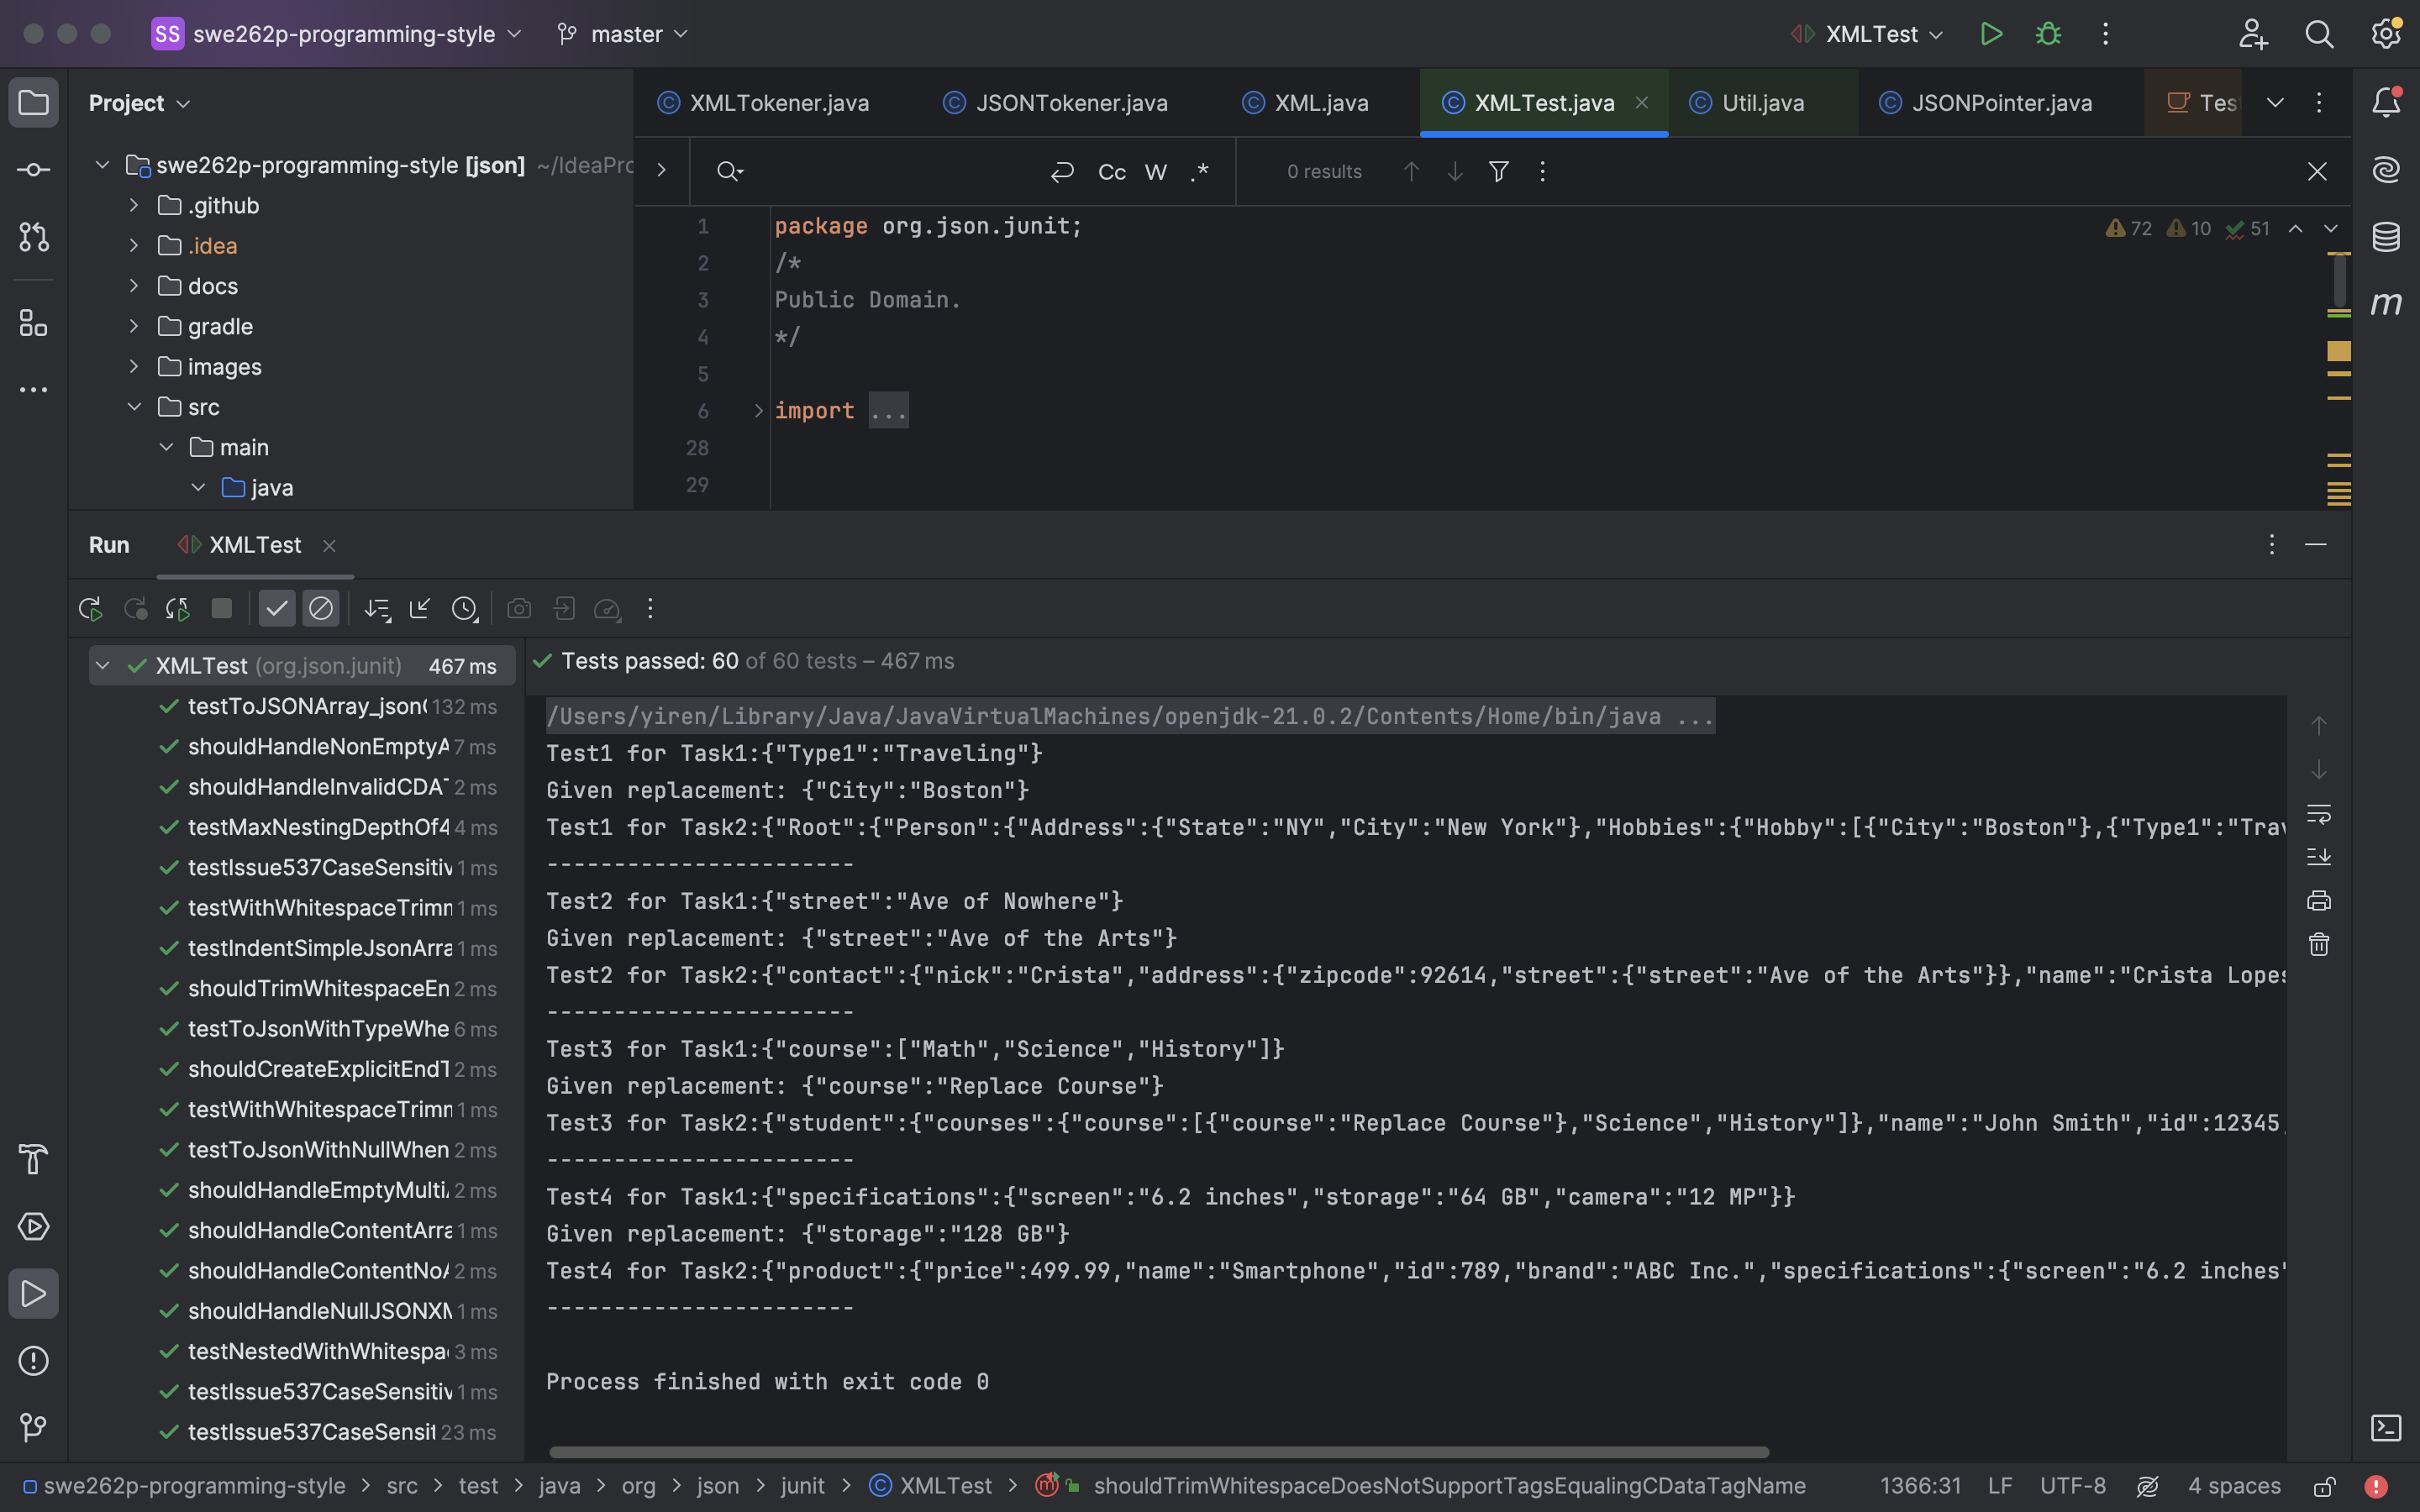 SS swe262p-programming-style master XMLTest
Project
XMLTokener.java JSONTokener.java XML.java XMLTest.java Util.java JSONPointer.java Tes
swe262p-programming-style [json] ~/IdeaPro
.github
.idea
docs
gradle
images
src
main
java
Cc W .* 0 results
72 10 51
1 package org.json.junit;
2 /*
3 Public Domain.
4 */
5
6 import ...
28
29
Run XMLTest
XMLTest (org.json.junit) 467 ms
testToJSONArray_json 132 ms
shouldHandleNonEmptyA 7 ms
shouldHandleInvalidCDA 2 ms
testMaxNestingDepthOf4 4 ms
testIssue537CaseSensitiv 1 ms
testWithWhitespaceTrim 1 ms
testIndentSimpleJsonArra 1 ms
shouldTrimWhitespaceEn 2 ms
testToJsonWithTypeWhe 6 ms
shouldCreateExplicitEndT 2 ms
testWithWhitespaceTrim 1 ms
testToJsonWithNullWhen 2 ms
shouldHandleEmptyMulti 2 ms
shouldHandleContentArra 1 ms
shouldHandleContentNo 2 ms
shouldHandleNullJSONXM 1 ms
testNestedWithWhitespa 3 ms
testIssue537CaseSensitiv 1 ms
testIssue537CaseSensit 23 ms
Tests passed: 60 of 60 tests – 467 ms
/Users/yiren/Library/Java/JavaVirtualMachines/openjdk-21.0.2/Contents/Home/bin/java ...
Test1 for Task1:{"Type1":"Traveling"}
Given replacement: {"City":"Boston"}
Test1 for Task2:{"Root":{"Person":{"Address":{"State":"NY","City":"New York"},"Hobbies":{"Hobby":[{"City":"Boston"},{"Type1":"Trav
-----------------------
Test2 for Task1:{"street":"Ave of Nowhere"}
Given replacement: {"street":"Ave of the Arts"}
Test2 for Task2:{"contact":{"nick":"Crista","address":{"zipcode":92614,"street":{"street":"Ave of the Arts"}},"name":"Crista Lopes
-----------------------
Test3 for Task1:{"course":["Math","Science","History"]}
Given replacement: {"course":"Replace Course"}
Test3 for Task2:{"student":{"courses":{"course":[{"course":"Replace Course"},"Science","History"]},"name":"John Smith","id":12345,
-----------------------
Test4 for Task1:{"specifications":{"screen":"6.2 inches","storage":"64 GB","camera":"12 MP"}}
Given replacement: {"storage":"128 GB"}
Test4 for Task2:{"product":{"price":499.99,"name":"Smartphone","id":789,"brand":"ABC Inc.","specifications":{"screen":"6.2 inches"
-----------------------
Process finished with exit code 0
swe262p-programming-style > src > test > java > org > json > junit > XMLTest > shouldTrimWhitespaceDoesNotSupportTagsEqualingCDataTagName 1366:31 LF UTF-8 4 spaces